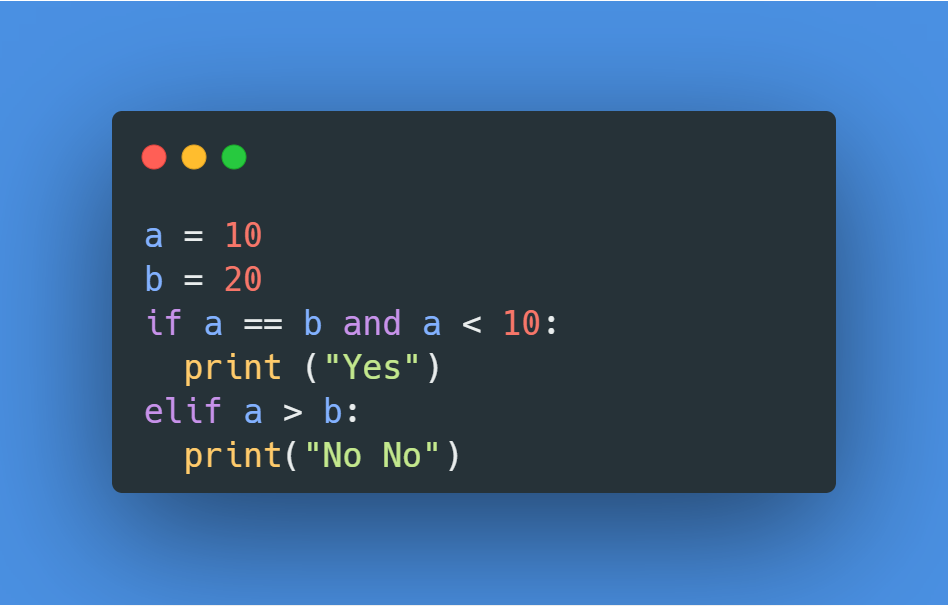 a = 10
b = 20
if a == b and a < 10:
  print ("Yes")
elif a > b:
  print("No No")